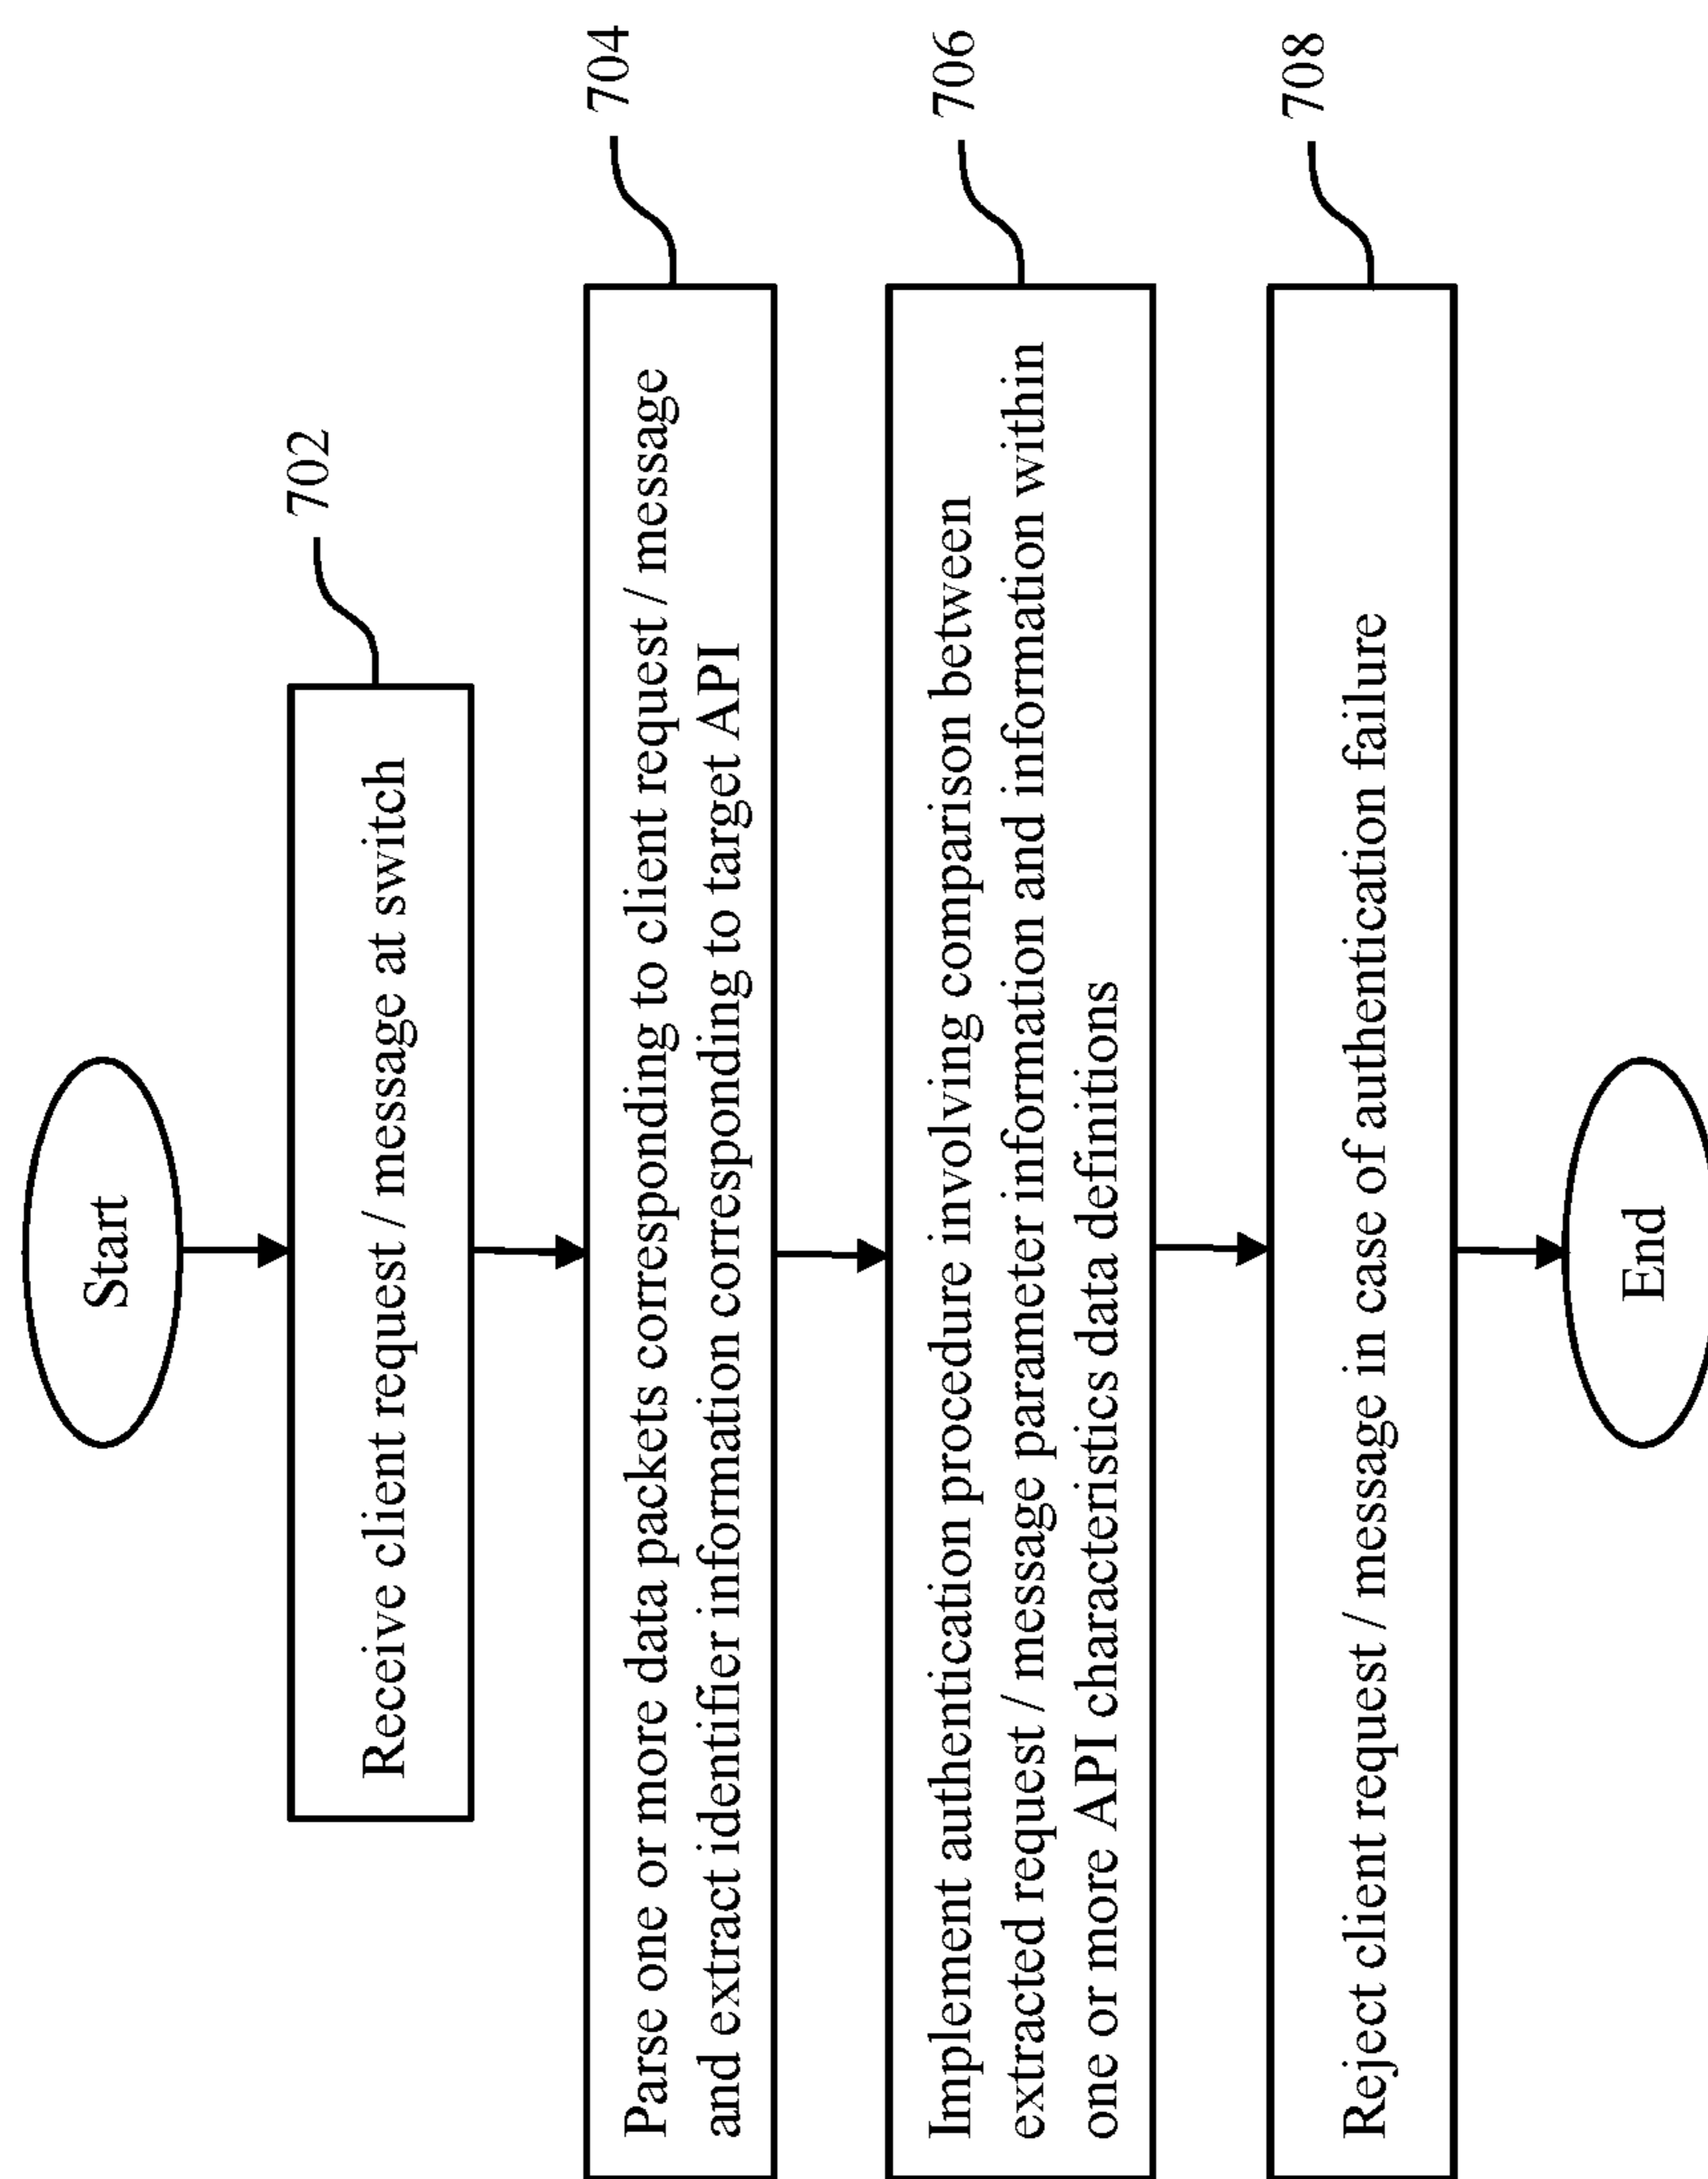 Start
702
Receive client request / message at switch
704
Parse one or more data packets corresponding to client request / message
and extract identifier information corresponding to target API
706
Implement authentication procedure involving comparison between
extracted request / message parameter information and information within
one or more API characteristics data definitions
708
Reject client request / message in case of authentication failure
End